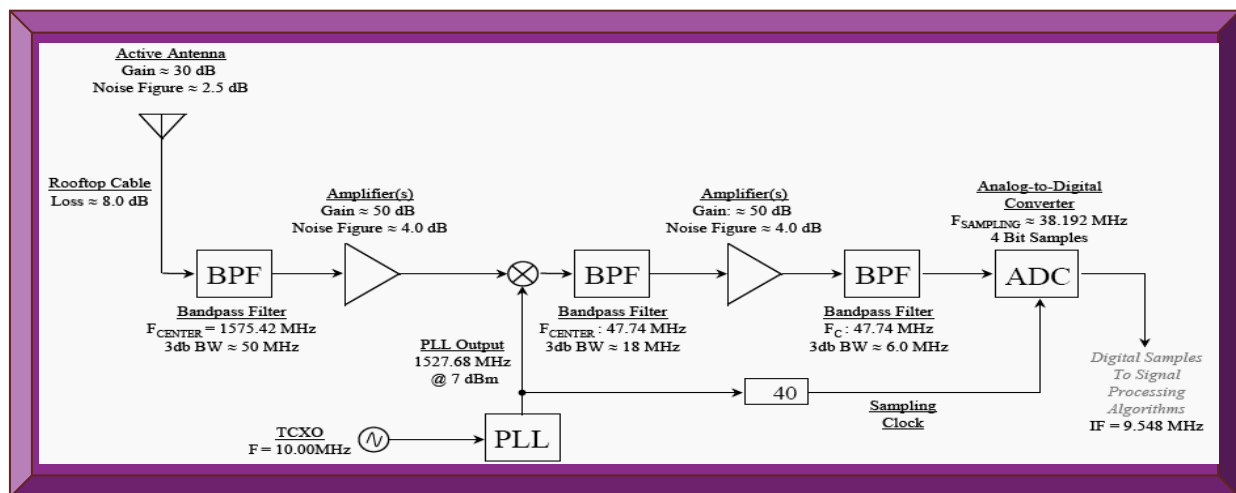 Active Antenna
Gain ≈ 30 dB
Noise Figure ≈ 2.5 dB
Rooftop Cable
Loss ≈ 8.0 dB
BPF
Bandpass Filter
F_CENTER = 1575.42 MHz
3db BW ≈ 50 MHz
Amplifier(s)
Gain ≈ 50 dB
Noise Figure ≈ 4.0 dB
PLL Output
1527.68 MHz
@ 7 dBm
TCXO
F = 10.00MHz
PLL
BPF
Bandpass Filter
F_CENTER : 47.74 MHz
3db BW ≈ 18 MHz
Amplifier(s)
Gain: ≈ 50 dB
Noise Figure ≈ 4.0 dB
BPF
Bandpass Filter
F_C : 47.74 MHz
3db BW ≈ 6.0 MHz
40
Sampling
Clock
Analog-to-Digital
Converter
F_SAMPLING ≈ 38.192 MHz
4 Bit Samples
ADC
Digital Samples
To Signal
Processing
Algorithms
IF = 9.548 MHz